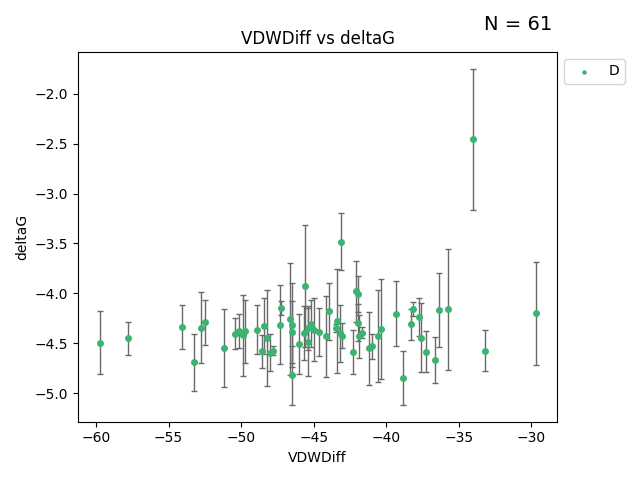 N = 61
VDWDiff vs deltaG
D
deltaG
−2.0
−2.5
−3.0
−3.5
−4.0
−4.5
−5.0
−60 −55 −50 −45 −40 −35 −30
VDWDiff